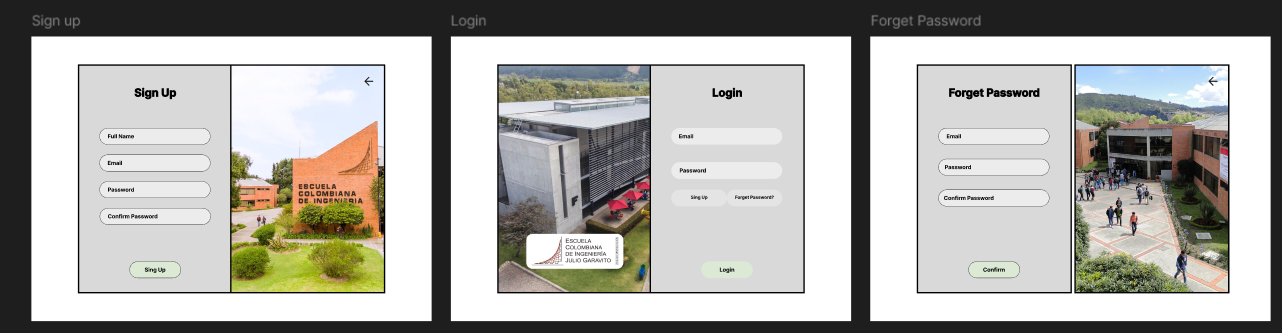 Sign up
Login
Forget Password
Sign Up
Full Name
Email
Password
Confirm Password
Sing Up
ESCUELA
COLOMBIANA
DE INGENIERIA
ESCUELA
COLOMBIANA
DE INGENIERÍA
JULIO GARAVITO
Login
Email
Password
Sing Up
Forget Password?
Login
Forget Password
Email
Password
Confirm Password
Confirm